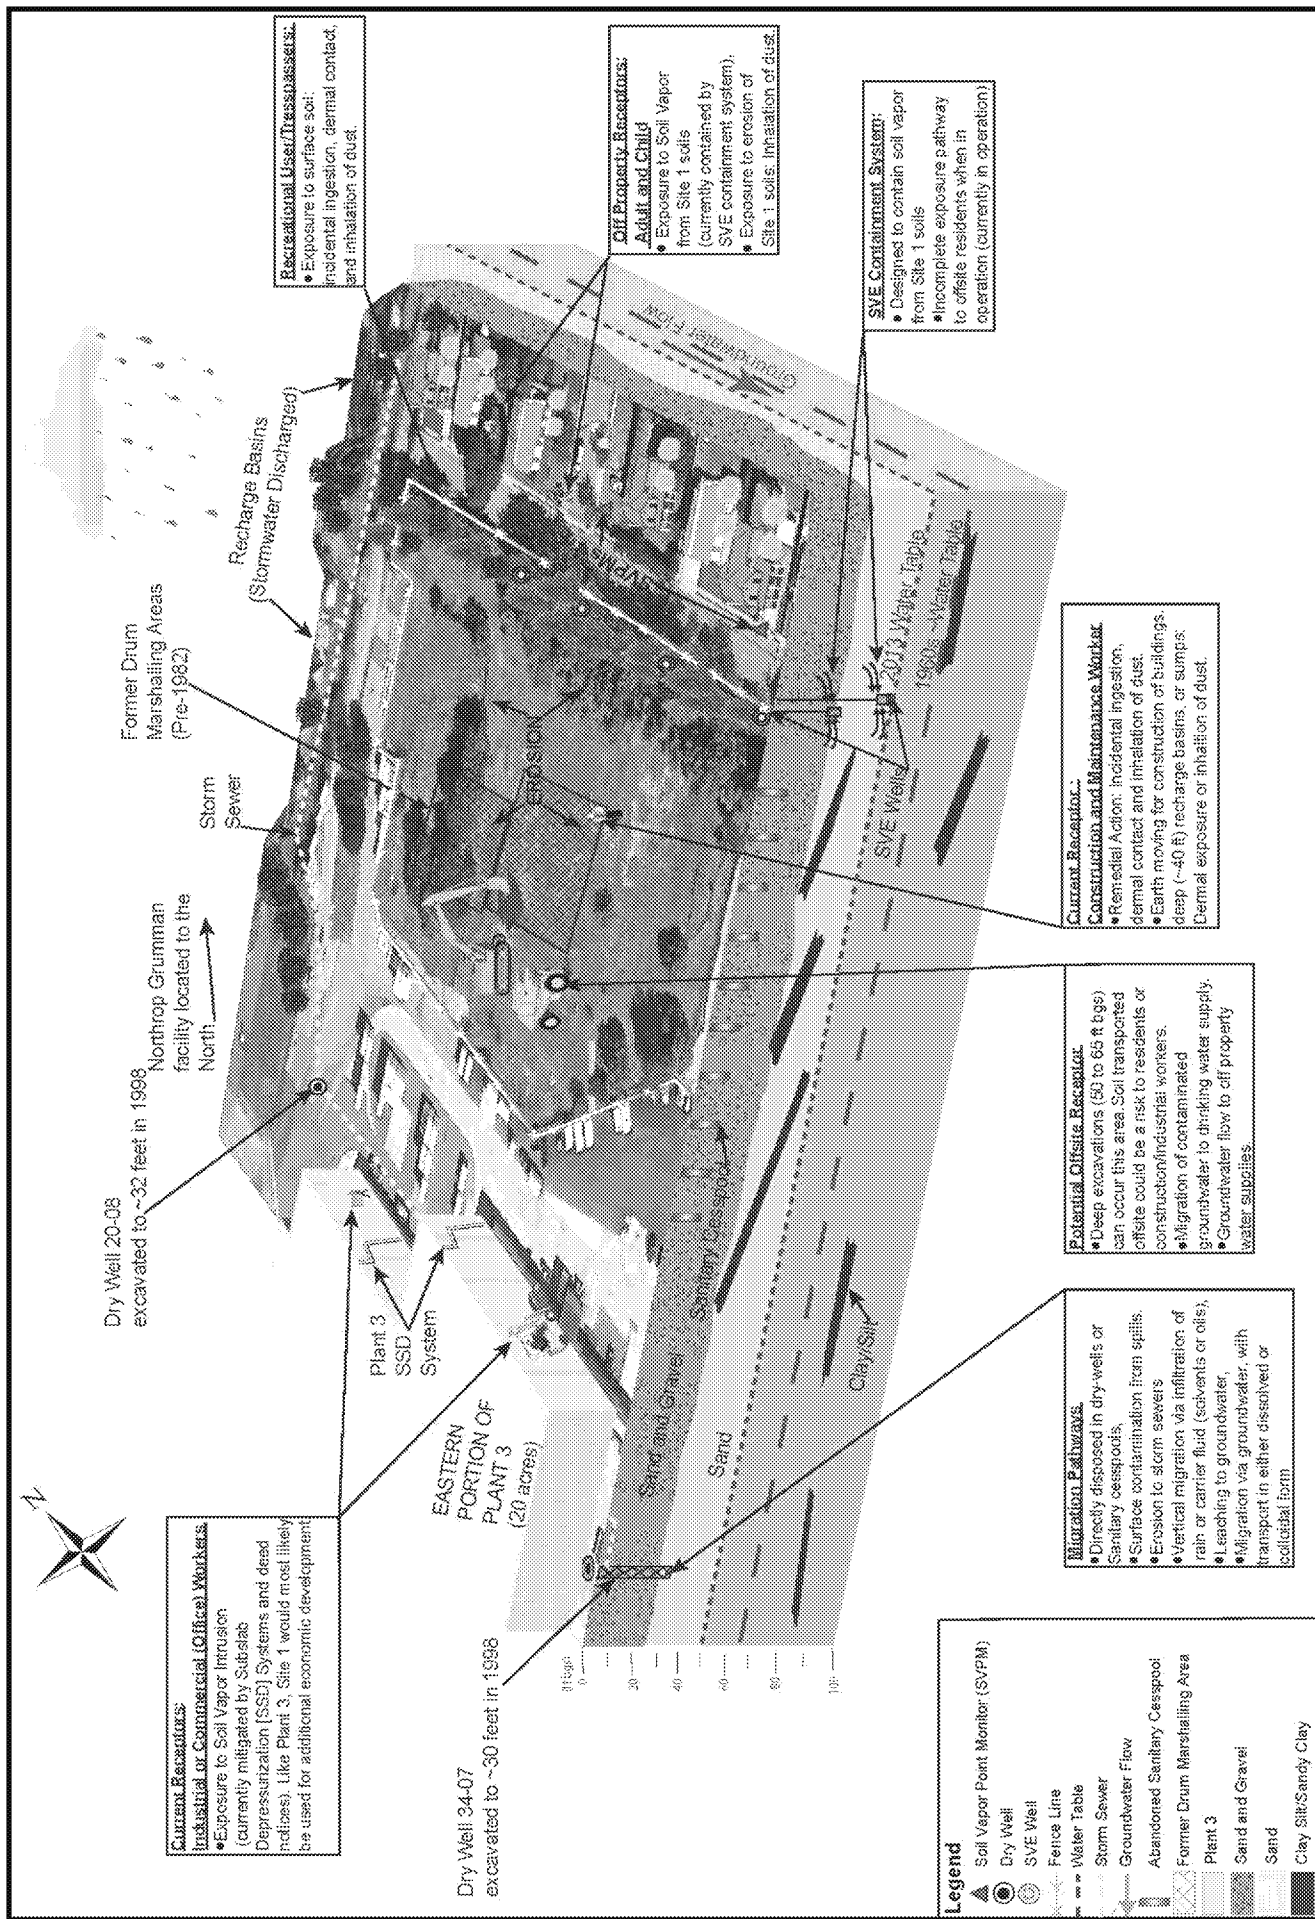 Current Receptors:
Industrial or Commercial (Office) Workers
•Exposure to Soil Vapor Intrusion
(currently mitigated by Subslab
Depressurization [SSD] Systems and deed
notices). Like Plant 3, Site 1 would most likely
be used for additional economic development
N
Dry Well 20-08
excavated to ~32 feet in 1998
Northrop Grumman
facility located to the
North
Storm
Sewer
Former Drum
Marshalling Areas
(Pre-1982)
Recharge Basins
(Stormwater Discharged)
Recreational User/Tresspassers:
• Exposure to surface soil:
incidental ingestion, dermal contact,
and inhalation of dust.
Off Property Receptors:
Adult and Child
• Exposure to Soil Vapor
from Site 1 soils
(currently contained by
SVE containment system).
• Exposure to erosion of
Site 1 soils: Inhalation of dust.
SVE Containment System:
• Designed to contain soil vapor
from Site 1 soils
•Incomplete exposure pathway
to offsite residents when in
operation (currently in operation)
Plant 3
SSD
System
EASTERN
PORTION OF
PLANT 3
(20 acres)
Dry Well 34-07
excavated to ~30 feet in 1998
EROSION
SVPMs
Groundwater Flow
2013 Water Table
1960 - Water Table
SVE Wells
Sanitary Cesspool
Sand and Gravel
Sand
Clay/Silt
(ft bgs)
0
20
40
60
80
100
Migration Pathways
•Directly disposed in dry-wells or
Sanitary cesspools,
•Surface contamination from spills.
•Erosion to storm sewers
•Vertical migration via infiltration of
rain or carrier fluid (solvents or oils),
•Leaching to groundwater,
•Migration via groundwater, with
transport in either dissolved or
colloidal form
Potential Offsite Receptor
•Deep excavations (50 to 65 ft bgs)
can occur this area.Soil transported
offsite could be a risk to residents or
construction/industrial workers.
•Migration of contaminated
groundwater to drinking water supply.
•Groundwater flow to off property
water supplies
Current Receptor:
Construction and Maintenance Worker
•Remedial Action: Incidental ingestion,
dermal contact and inhalation of dust.
•Earth moving for construction of buildings,
deep (~40 ft) recharge basins, or sumps:
Dermal exposure or inhaltion of dust.
Legend
Soil Vapor Point Monitor (SVPM)
Dry Well
SVE Well
Fence Line
Water Table
Storm Sewer
Groundwater Flow
Abandoned Sanitary Cesspool
Former Drum Marshalling Area
Plant 3
Sand and Gravel
Sand
Clay Silt/Sandy Clay